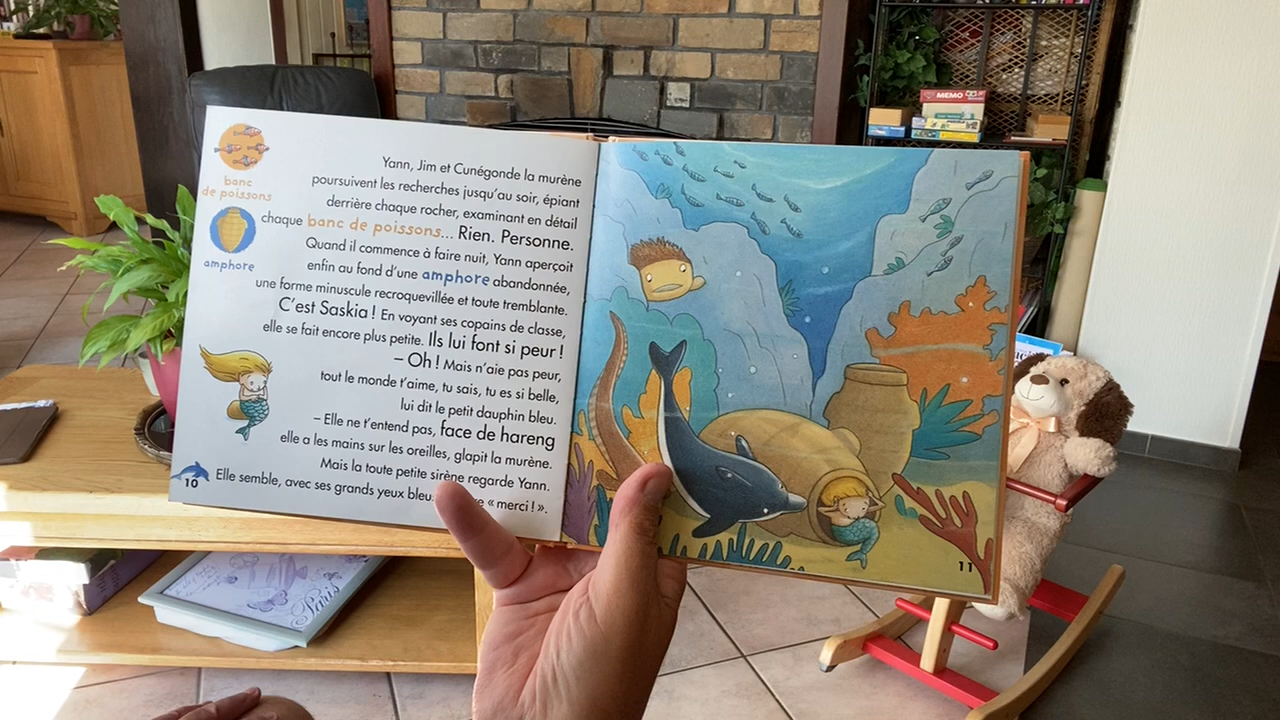 banc
de poissons
amphore
Yann, Jim et Cunégonde la murène
poursuivent les recherches jusqu'au soir, épiant
derrière chaque rocher, examinant en détail
chaque banc de poissons... Rien. Personne.
Quand il commence à faire nuit, Yann aperçoit
enfin au fond d'une amphore abandonnée,
une forme minuscule recroquevillée et toute tremblante.
C'est Saskia ! En voyant ses copains de classe,
elle se fait encore plus petite. Ils lui font si peur !
– Oh ! Mais n'aie pas peur,
tout le monde t'aime, tu sais, tu es si belle,
lui dit le petit dauphin bleu.
– Elle ne t'entend pas, face de hareng
elle a les mains sur les oreilles, glapit la murène.
Mais la toute petite sirène regarde Yann.
Elle semble, avec ses grands yeux bleus « merci ! ».
10
11
MEMO
Paris